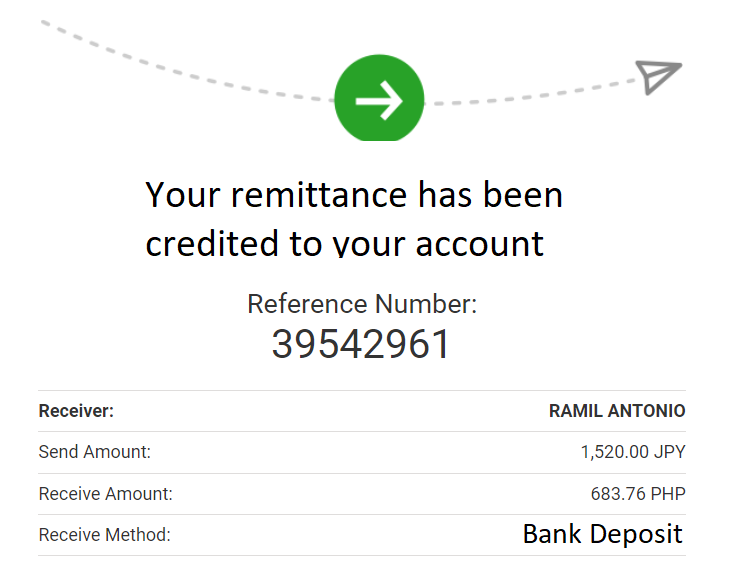 Your remittance has been
credited to your account
Reference Number:
39542961
Receiver: RAMIL ANTONIO
Send Amount: 1,520.00 JPY
Receive Amount: 683.76 PHP
Receive Method: Bank Deposit